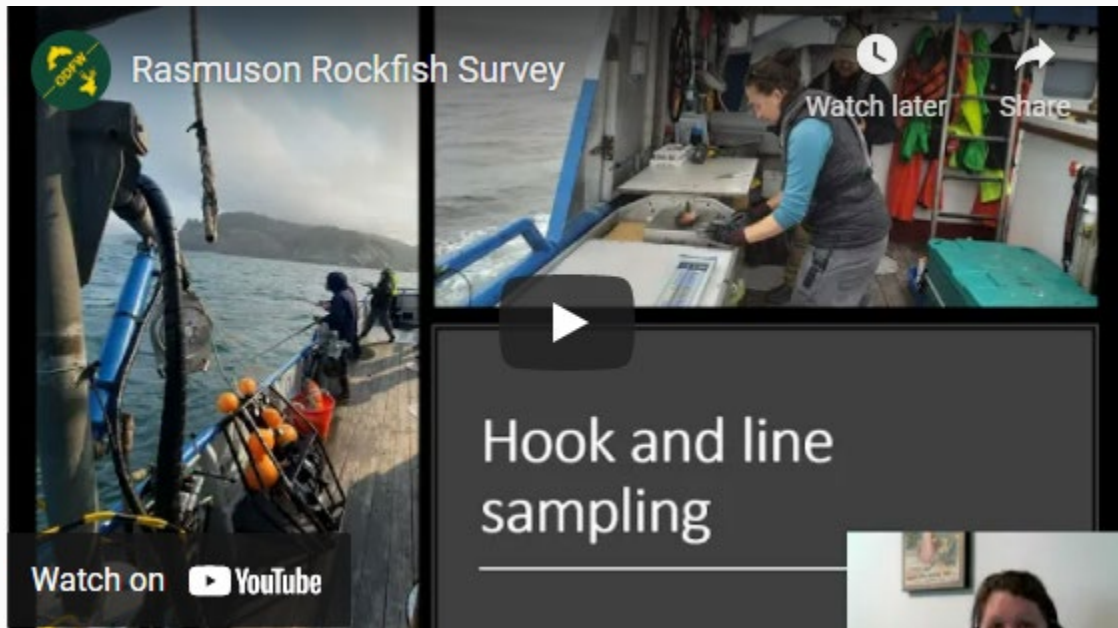 ODFW
Rasmuson Rockfish Survey
Watch later
Share
Hook and line
sampling
Watch on YouTube